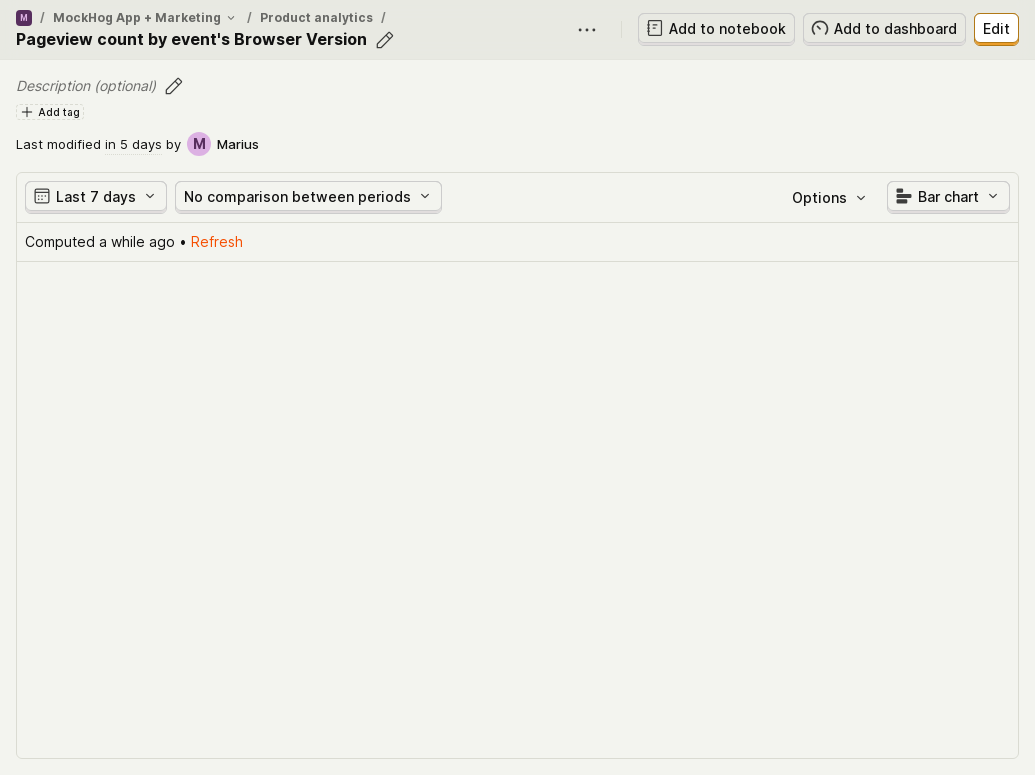 M / MockHog App + Marketing / Product analytics /
Pageview count by event's Browser Version
Add to notebook
Add to dashboard
Edit
Description (optional)
Add tag
Last modified in 5 days by M Marius
Last 7 days
No comparison between periods
Options
Bar chart
Computed a while ago • Refresh